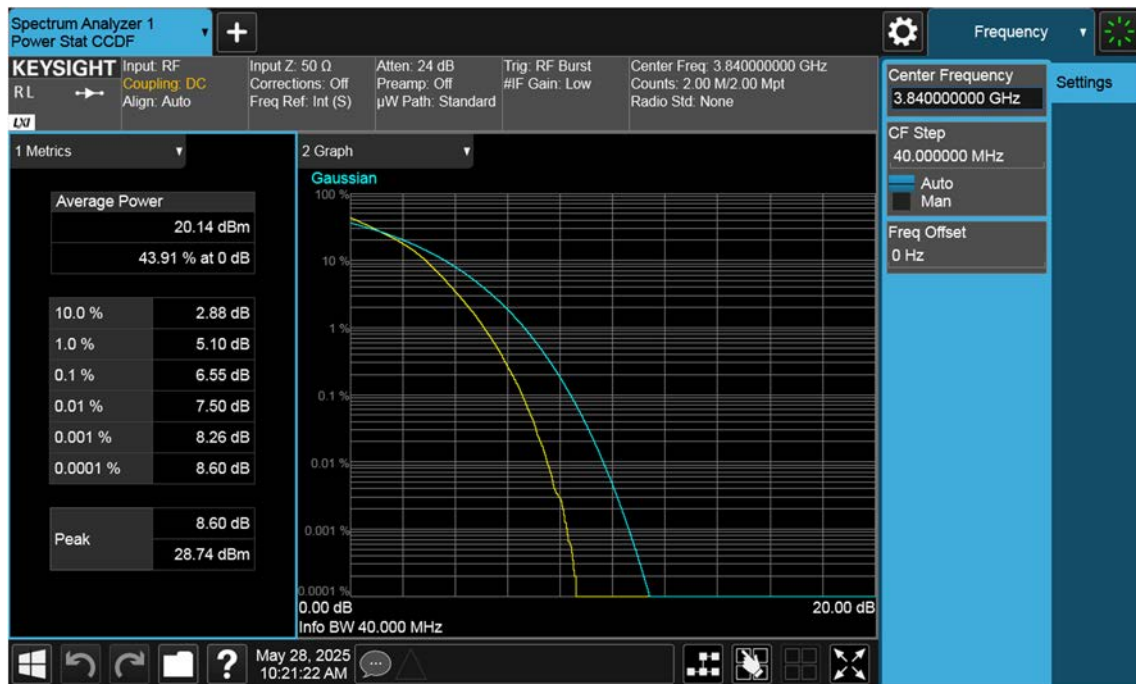 Spectrum Analyzer 1
Power Stat CCDF
Frequency
KEYSIGHT
RL
LXI
Input: RF
Coupling: DC
Align: Auto
Input Z: 50 Ω
Corrections: Off
Freq Ref: Int (S)
Atten: 24 dB
Preamp: Off
µW Path: Standard
Trig: RF Burst
#IF Gain: Low
Center Freq: 3.840000000 GHz
Counts: 2.00 M/2.00 Mpt
Radio Std: None
Center Frequency
3.840000000 GHz
Settings
CF Step
40.000000 MHz
Auto
Man
Freq Offset
0 Hz
1 Metrics
Average Power
20.14 dBm
43.91 % at 0 dB
10.0 % 2.88 dB
1.0 % 5.10 dB
0.1 % 6.55 dB
0.01 % 7.50 dB
0.001 % 8.26 dB
0.0001 % 8.60 dB
Peak
8.60 dB
28.74 dBm
2 Graph
Gaussian
100 %
10 %
1 %
0.1 %
0.01 %
0.001 %
0.0001 %
0.00 dB 20.00 dB
Info BW 40.000 MHz
?
May 28, 2025
10:21:22 AM